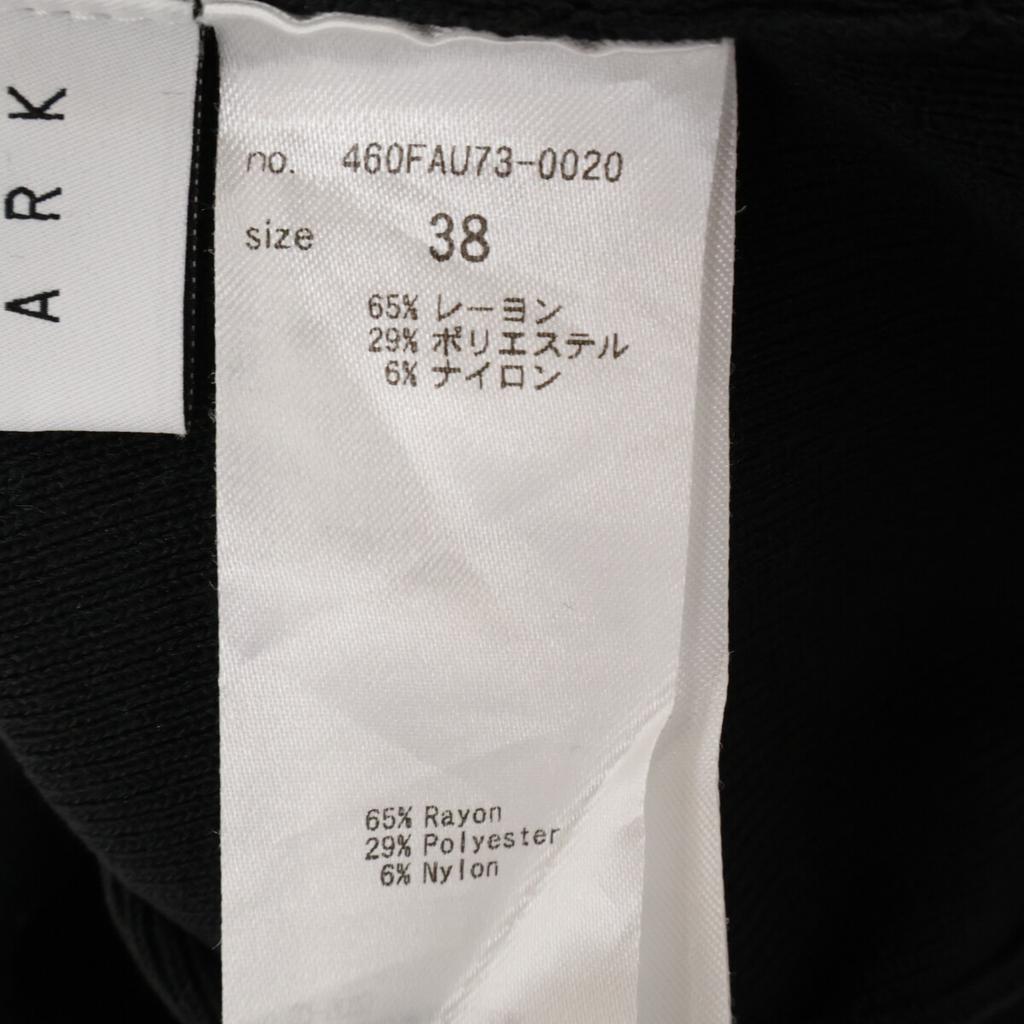 ARK
no. 460FAU73-0020
size 38
65% レーヨン
29% ポリエステル
6% ナイロン
65% Rayon
29% Polyester
6% Nylon